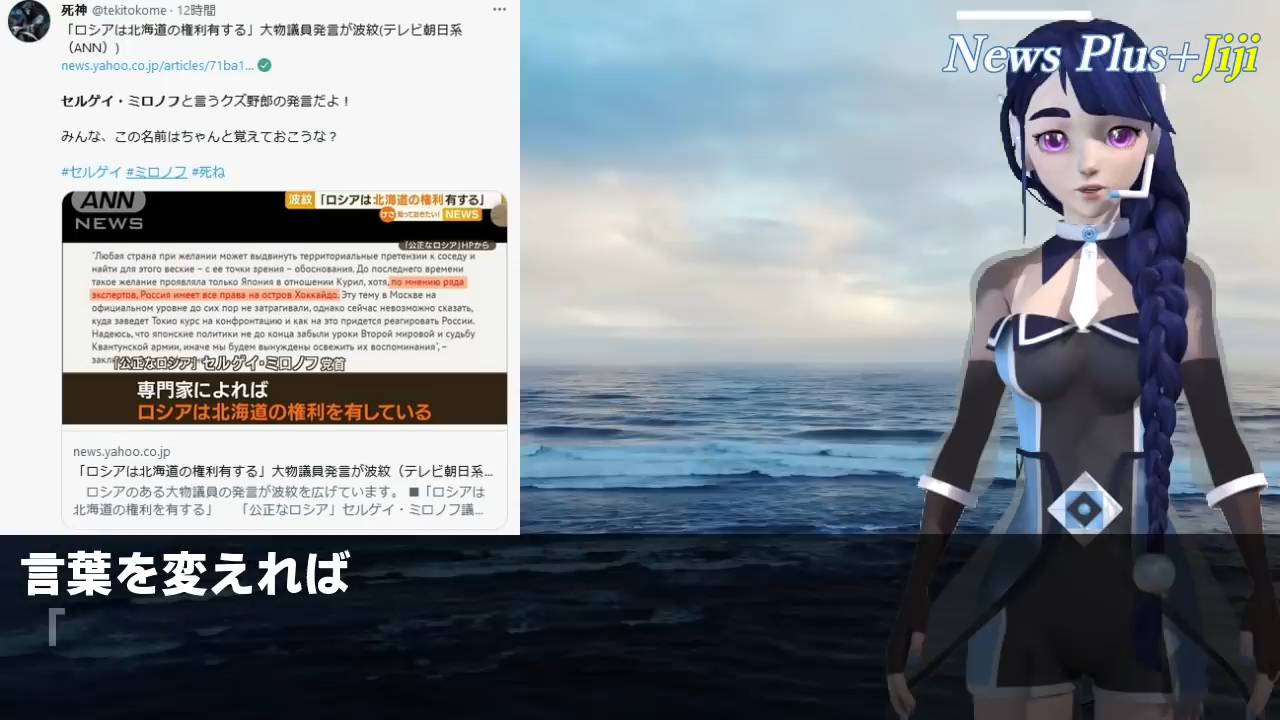 死神 @tekitokome · 12時間
「ロシアは北海道の権利有する」大物議員発言が波紋(テレビ朝日系
（ANN））
news.yahoo.co.jp/articles/71ba1...
セルゲイ・ミロノフと言うクズ野郎の発言だよ！
みんな、この名前はちゃんと覚えておこうな？
#セルゲイ #ミロノフ #死ね
ANN
NEWS
波紋 「ロシアは北海道の権利有する」
けさ知っておきたい! NEWS
「公正なロシア」HPから
"Любая страна при желании может выдвинуть территориальные претензии к соседу и
найти для этого веские – с ее точки зрения – обоснования. До последнего времени
такое желание проявляла только Япония в отношении Курил, хотя, по мнению ряда
экспертов, Россия имеет все права на остров Хоккайдо. Эту тему в Москве на
официальном уровне до сих пор не затрагивали, однако сейчас невозможно сказать,
куда заведет Токио курс на конфронтацию и как на это придется реагировать России.
Надеюсь, что японские политики не до конца забыли уроки Второй мировой и судьбу
Квантунской армии, иначе мы будем вынуждены освежить их воспоминания", –
「公正なロシア」セルゲイ・ミロノフ党首
専門家によれば
ロシアは北海道の権利を有している
news.yahoo.co.jp
「ロシアは北海道の権利有する」大物議員発言が波紋（テレビ朝日系...
ロシアのある大物議員の発言が波紋を広げています。 ■「ロシアは
北海道の権利を有する」 「公正なロシア」セルゲイ・ミロノフ議...
News Plus+Jiji
言葉を変えれば
「